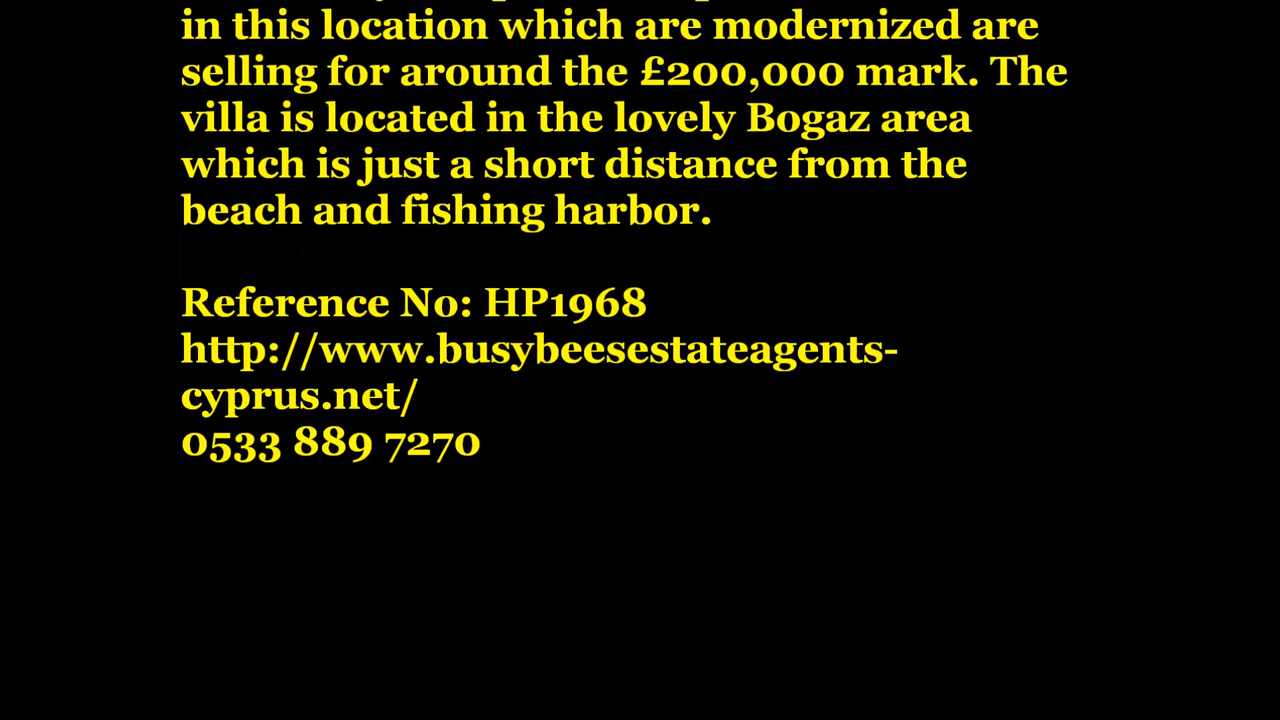 in this location which are modernized are
selling for around the £200,000 mark. The
villa is located in the lovely Bogaz area
which is just a short distance from the
beach and fishing harbor.
Reference No: HP1968
http://www.busybeesestateagents-
cyprus.net/
0533 889 7270